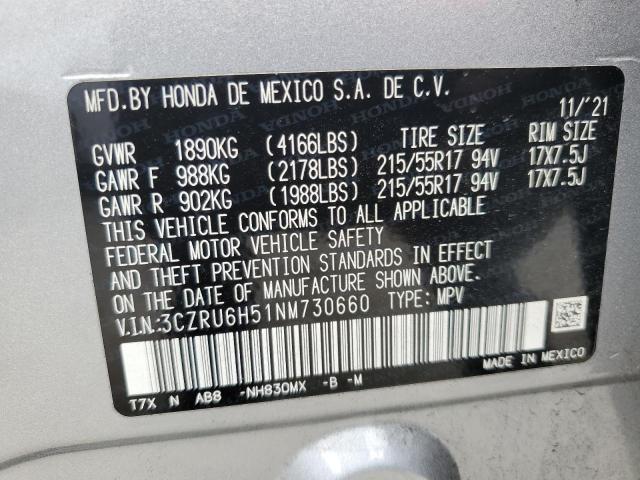 MFD.BY HONDA DE MEXICO S.A. DE C.V.
11/'21
GVWR 1890KG (4166LBS) TIRE SIZE RIM SIZE
GAWR F 988KG (2178LBS) 215/55R17 94V 17X7.5J
GAWR R 902KG (1988LBS) 215/55R17 94V 17X7.5J
THIS VEHICLE CONFORMS TO ALL APPLICABLE
FEDERAL MOTOR VEHICLE SAFETY
AND THEFT PREVENTION STANDARDS IN EFFECT
ON THE DATE OF MANUFACTURE SHOWN ABOVE.
V.I.N.:3CZRU6H51NM730660 TYPE: MPV
MADE IN MEXICO
T7X N AB8 -NH830MX -B -M